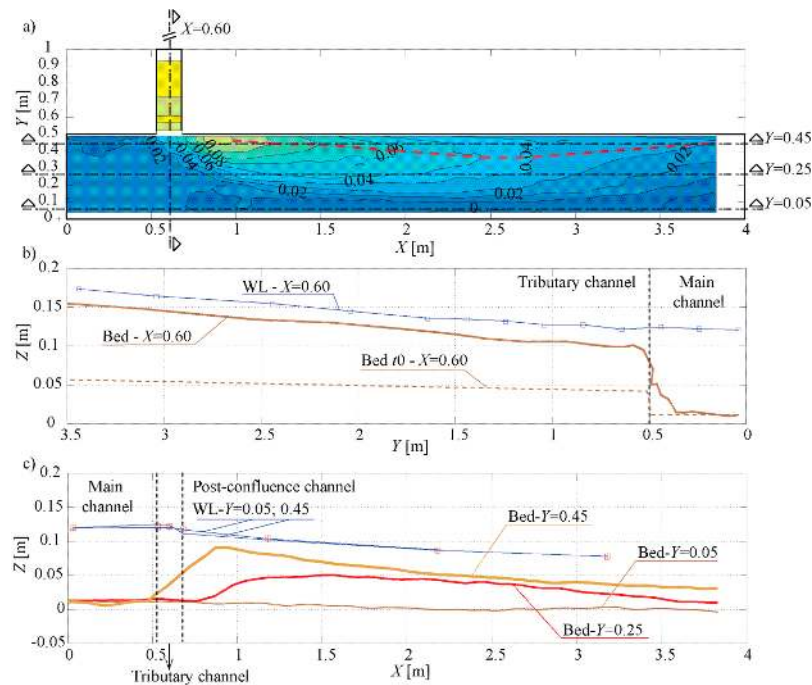 a)
X=0.60
Y [m]
1
0.9
0.8
0.7
0.6
0.5
0.4
0.3
0.2
0.1
0
0.02
0.04
0.06
0.08
0.06
0.04
0.04
0.02
0.02
0
Y=0.45
Y=0.25
Y=0.05
0 0.5 1 1.5 2 2.5 3 3.5 4
X [m]
b)
Z [m]
0.2
0.15
0.1
0.05
0
WL - X=0.60
Tributary channel
Main
channel
Bed - X=0.60
Bed t0 - X=0.60
3.5 3 2.5 2 1.5 1 0.5 0
Y [m]
c)
Z [m]
0.2
0.15
0.1
0.05
0
-0.05
Main
channel
Post-confluence channel
WL-Y=0.05; 0.45
Bed-Y=0.45
Bed-Y=0.05
Bed-Y=0.25
0 0.5 1 1.5 2 2.5 3 3.5 4
X [m]
Tributary channel